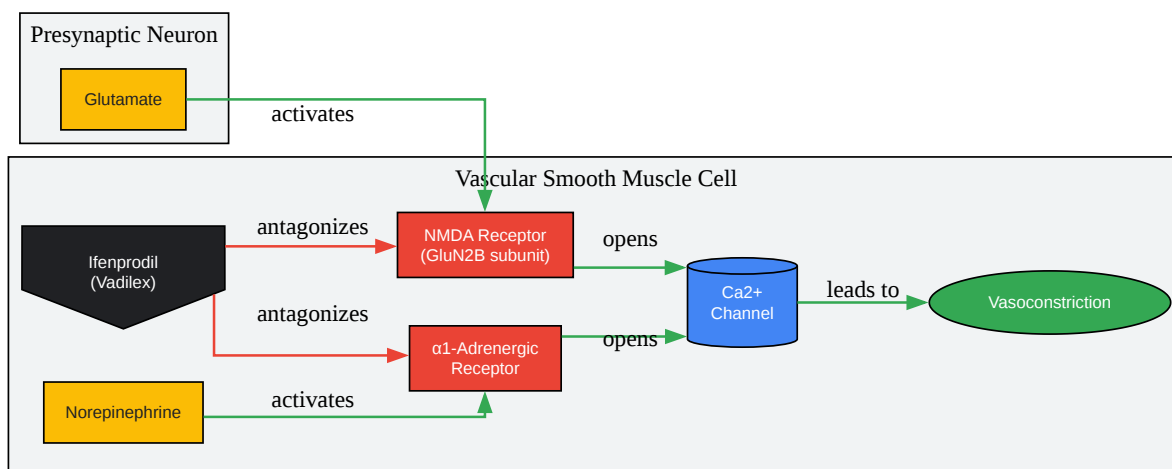 Presynaptic Neuron
Glutamate
activates
Vascular Smooth Muscle Cell
Ifenprodil
(Vadilex)
antagonizes
NMDA Receptor
(GluN2B subunit)
opens
Ca2+
Channel
leads to
Vasoconstriction
antagonizes
α1-Adrenergic
Receptor
opens
Norepinephrine
activates